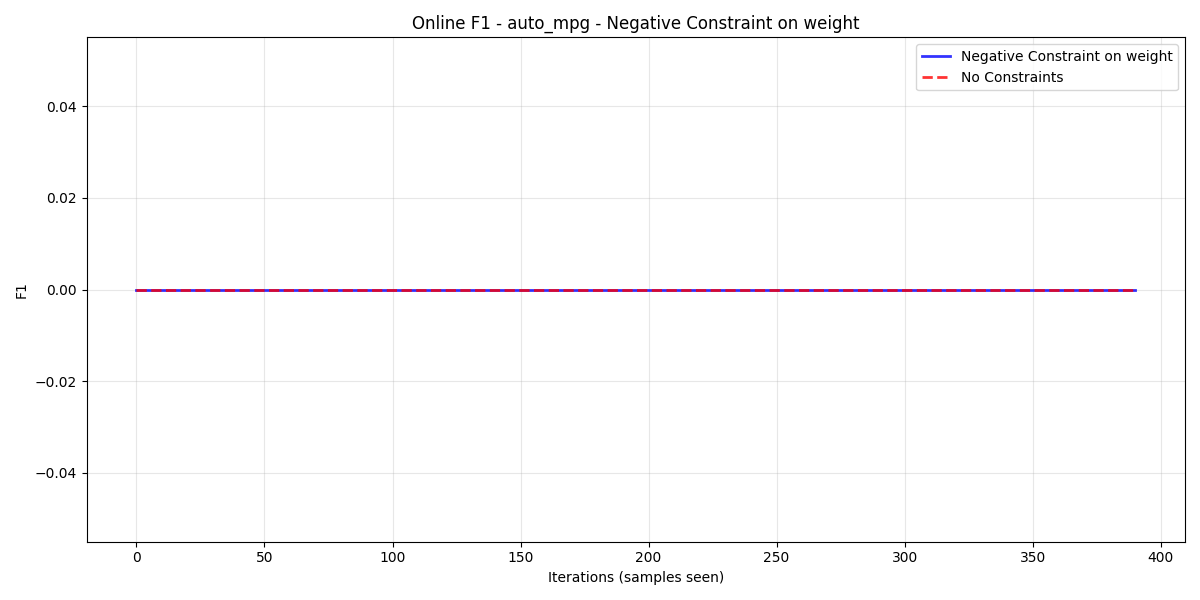 Online F1 - auto_mpg - Negative Constraint on weight
Negative Constraint on weight
No Constraints
F1
0.04
0.02
0.00
−0.02
−0.04
0 50 100 150 200 250 300 350 400
Iterations (samples seen)